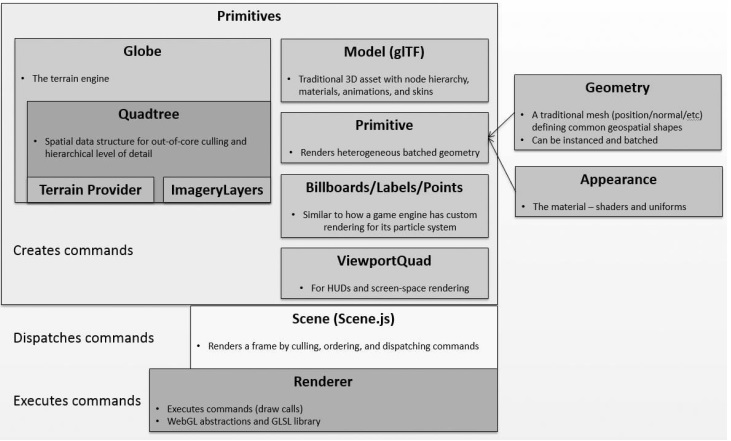 Primitives
Globe
• The terrain engine
Quadtree
• Spatial data structure for out-of-core culling and
hierarchical level of detail
Terrain Provider
ImageryLayers
Creates commands
Model (glTF)
• Traditional 3D asset with node hierarchy,
materials, animations, and skins
Primitive
• Renders heterogeneous batched geometry
Billboards/Labels/Points
• Similar to how a game engine has custom
rendering for its particle system
ViewportQuad
• For HUDs and screen-space rendering
Geometry
• A traditional mesh (position/normal/etc)
defining common geospatial shapes
• Can be instanced and batched
Appearance
• The material – shaders and uniforms
Dispatches commands
Scene (Scene.js)
• Renders a frame by culling, ordering, and dispatching commands
Executes commands
Renderer
• Executes commands (draw calls)
• WebGL abstractions and GLSL library